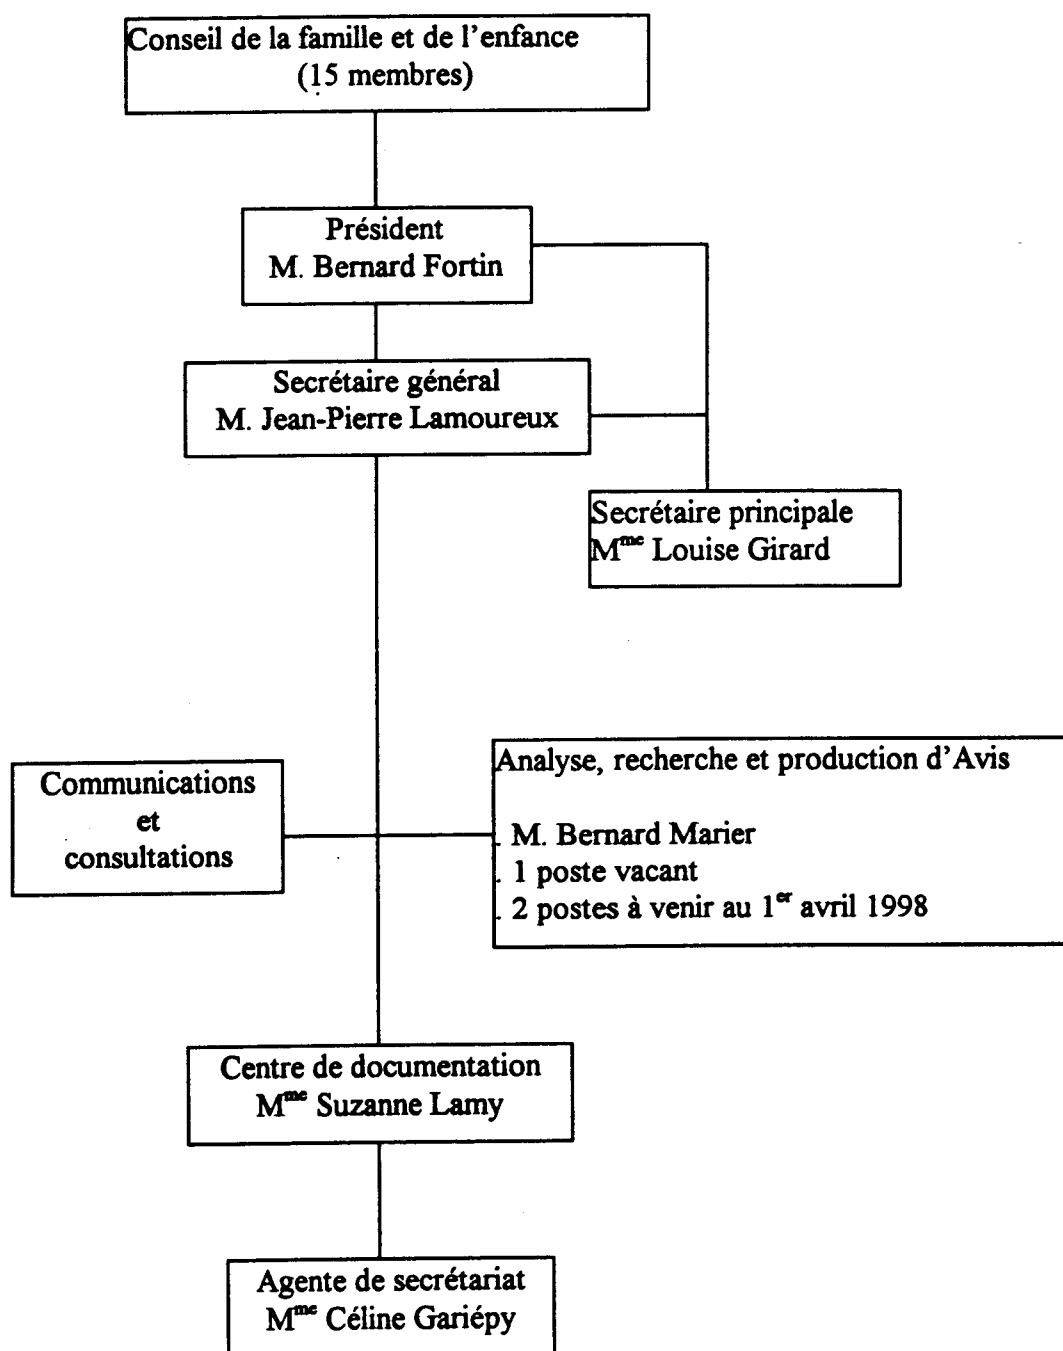 Conseil de la famille et de l'enfance
(15 membres)
Président
M. Bernard Fortin
Secrétaire général
M. Jean-Pierre Lamoureux
Secrétaire principale
Mme Louise Girard
Communications
et
consultations
Analyse, recherche et production d'Avis
. M. Bernard Marier
. 1 poste vacant
. 2 postes à venir au 1er avril 1998
Centre de documentation
Mme Suzanne Lamy
Agente de secrétariat
Mme Céline Gariépy